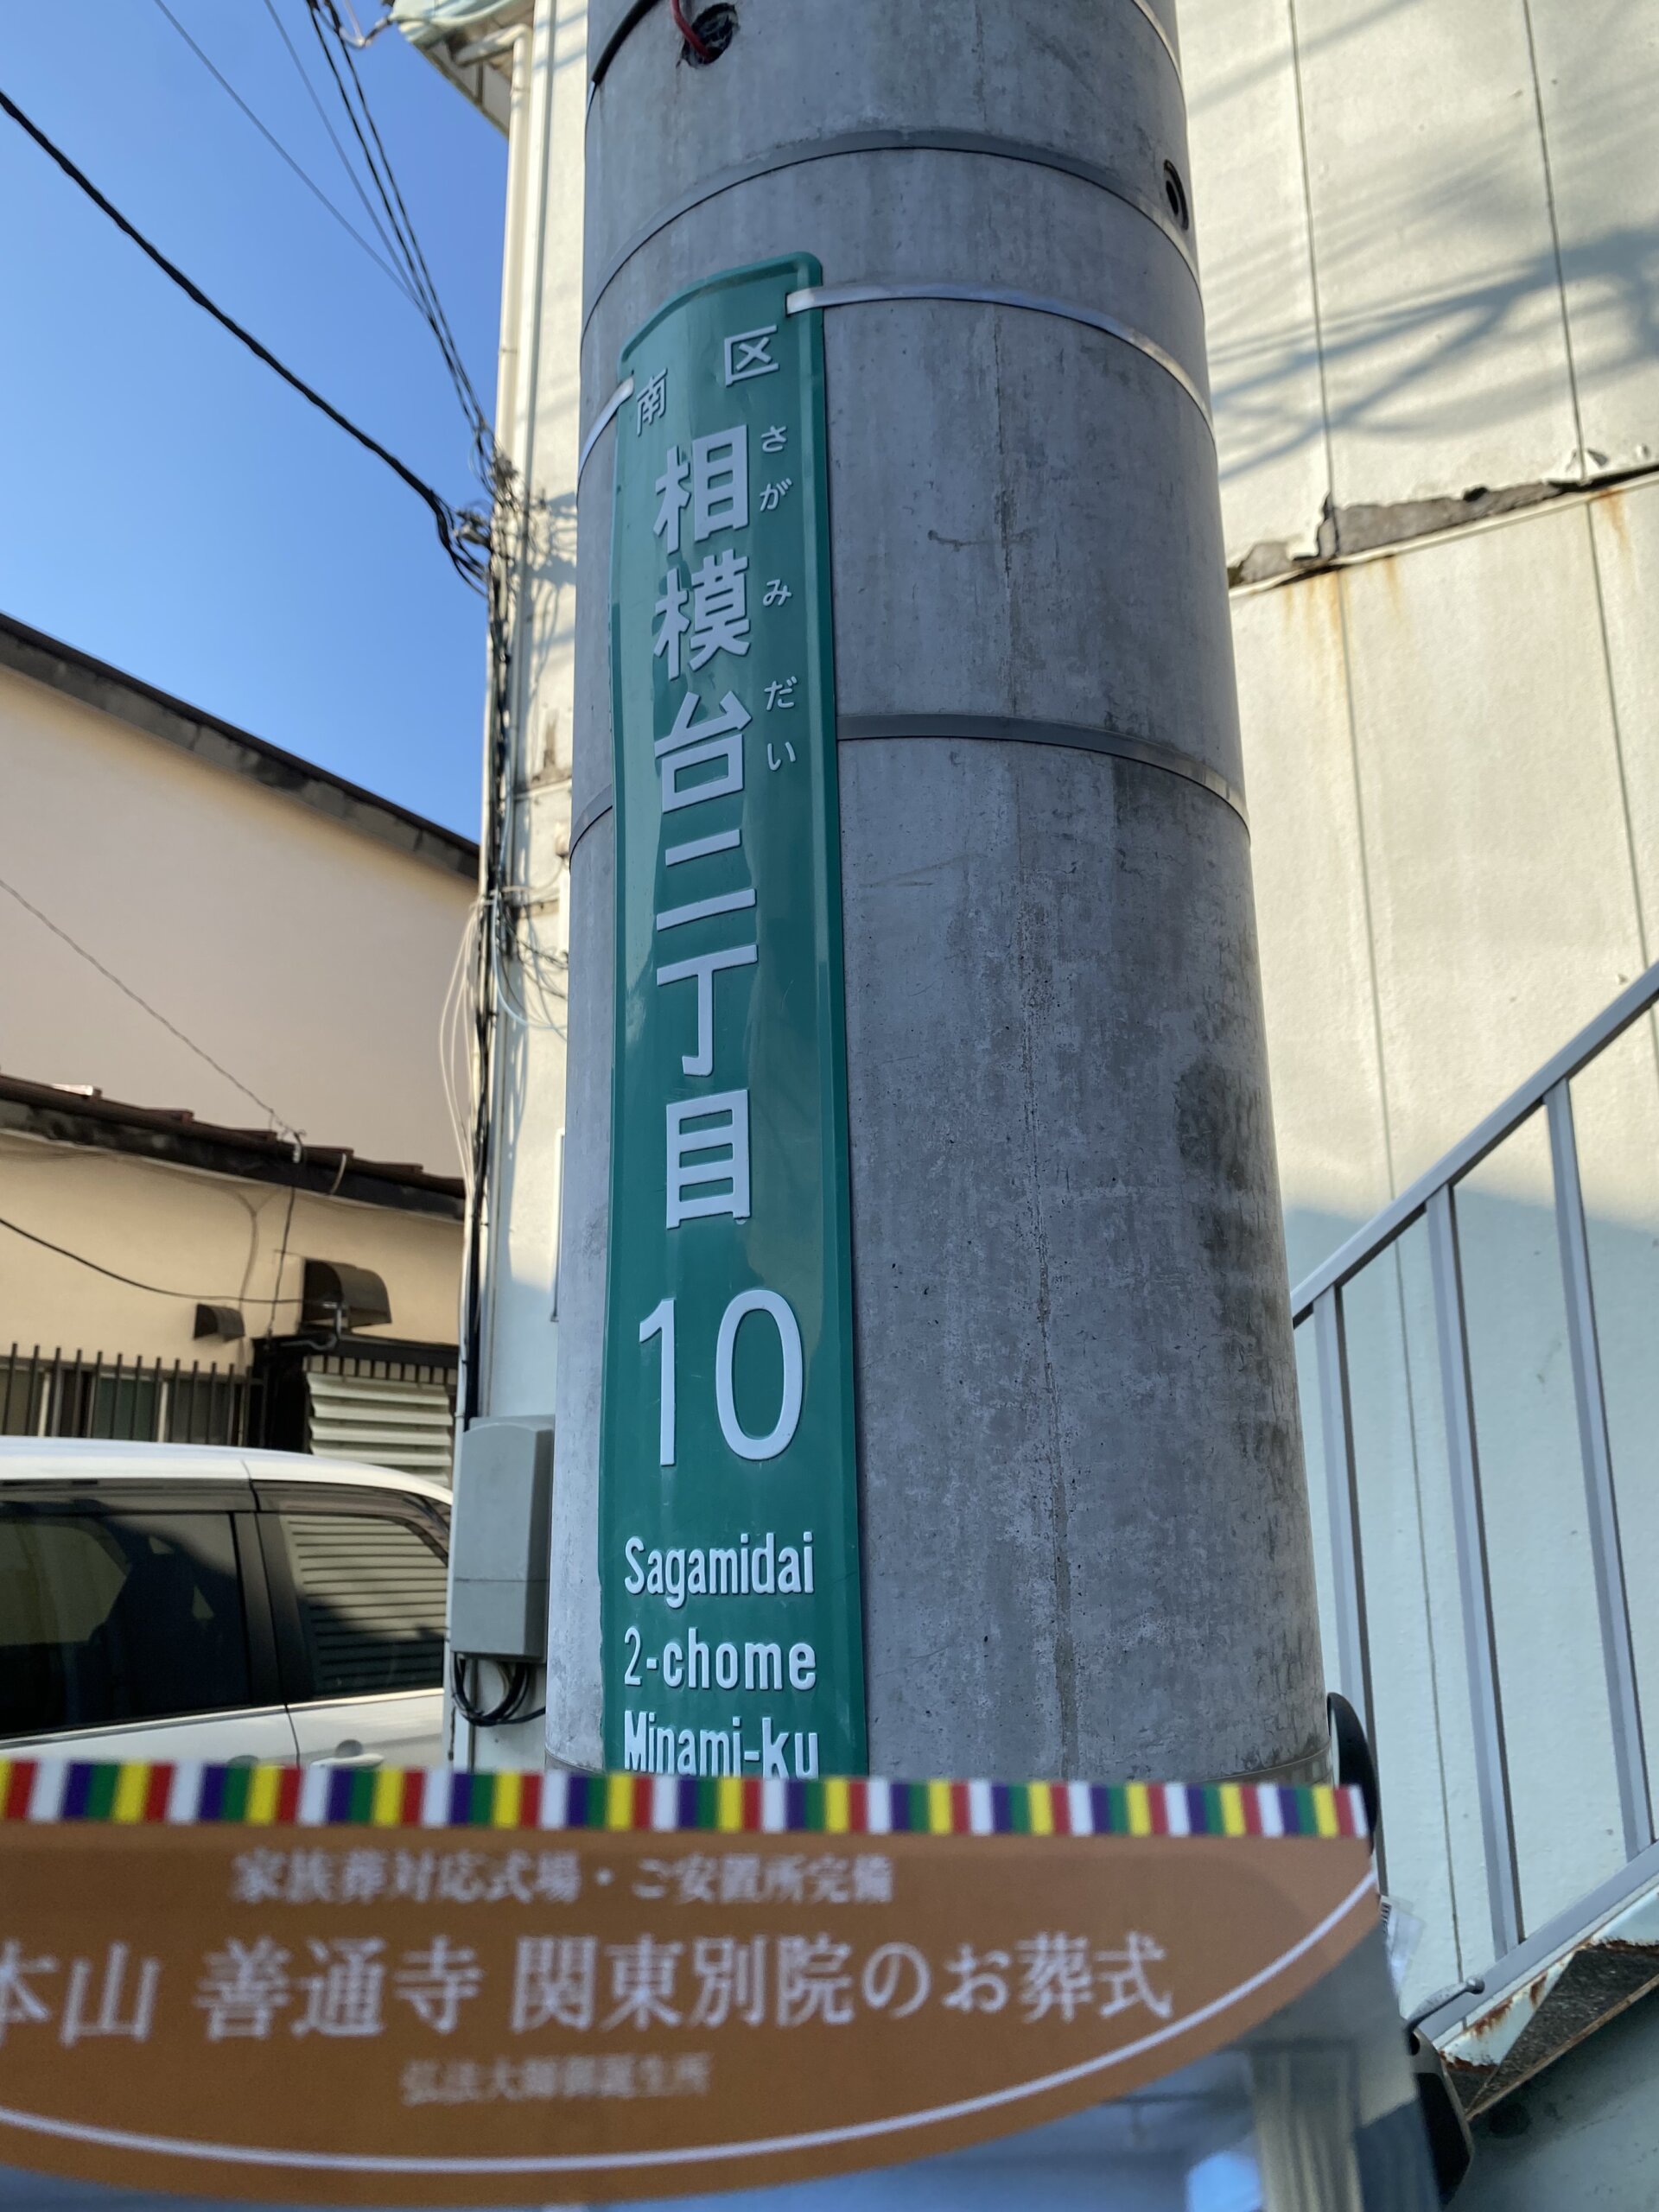 南区
相模台二丁目
さがみだい
10
Sagamidai
2-chome
Minami-ku
家族葬対応式場・ご安置所完備
本山 善通寺 関東別院のお葬式
弘法大師御誕生所